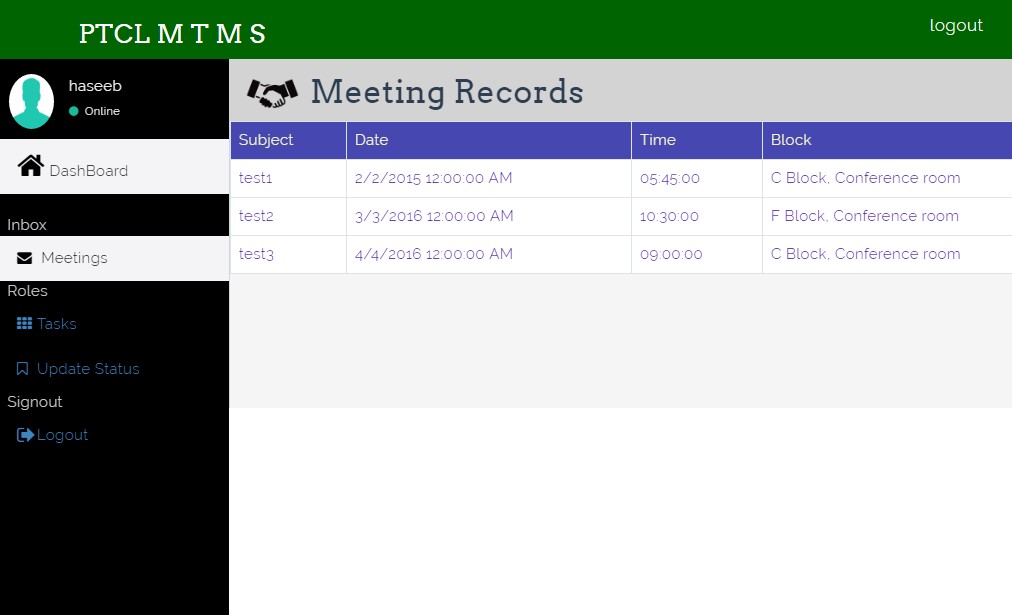 PTCL M T M S
logout
haseeb
Online
DashBoard
Inbox
Meetings
Roles
Tasks
Update Status
Signout
Logout
Meeting Records
Subject Date Time Block
test1 2/2/2015 12:00:00 AM 05:45:00 C Block, Conference room
test2 3/3/2016 12:00:00 AM 10:30:00 F Block, Conference room
test3 4/4/2016 12:00:00 AM 09:00:00 C Block, Conference room